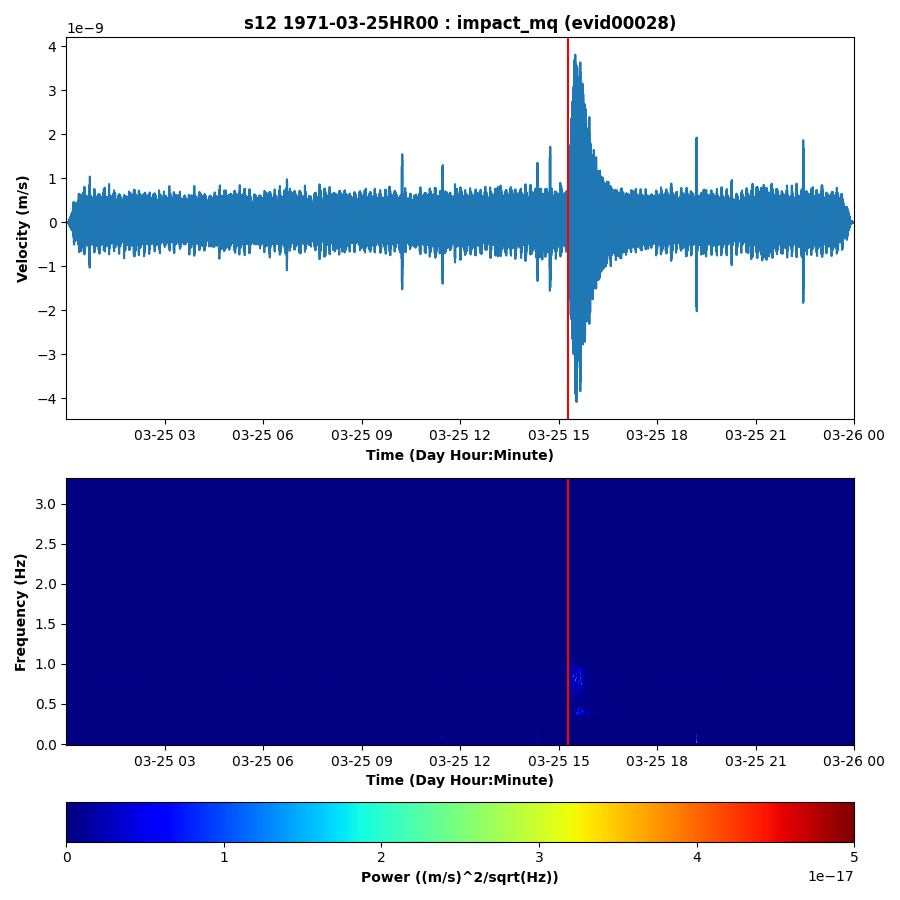 s12 1971-03-25HR00 : impact_mq (evid00028)
1e−9
4
3
2
1
0
−1
−2
−3
−4
Velocity (m/s)
03-25 03 03-25 06 03-25 09 03-25 12 03-25 15 03-25 18 03-25 21 03-26 00
Time (Day Hour:Minute)
3.0
2.5
2.0
1.5
1.0
0.5
0.0
Frequency (Hz)
03-25 03 03-25 06 03-25 09 03-25 12 03-25 15 03-25 18 03-25 21 03-26 00
Time (Day Hour:Minute)
0 1 2 3 4 5
1e−17
Power ((m/s)^2/sqrt(Hz))